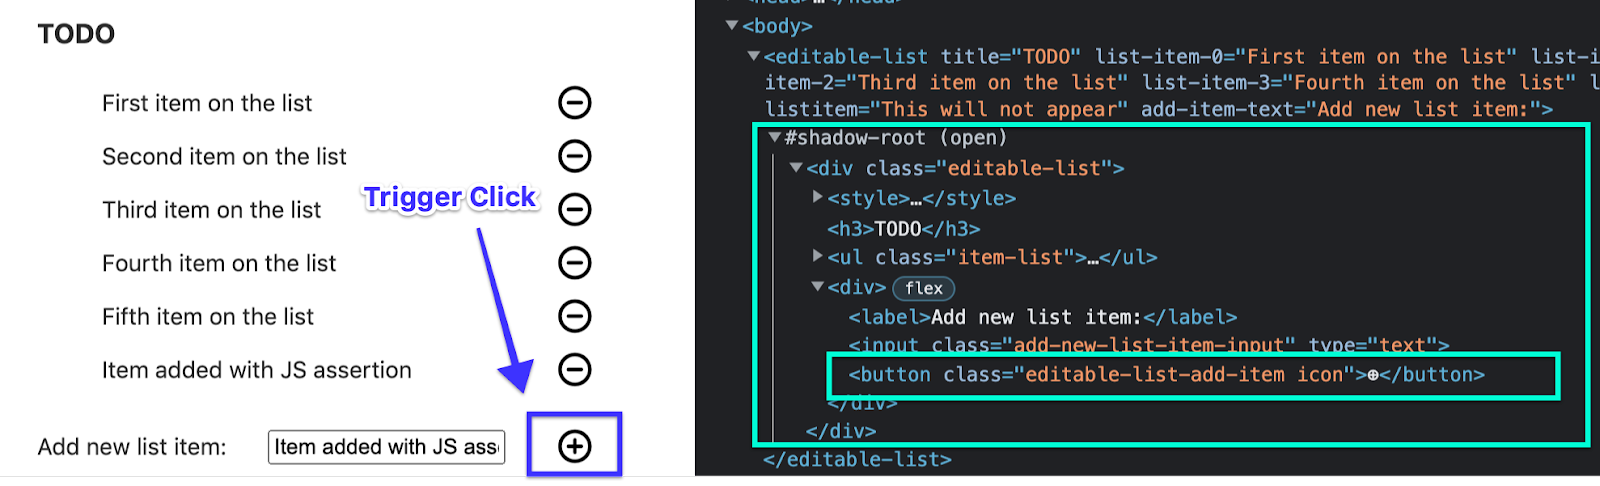 TODO
First item on the list
Second item on the list
Trigger Click
Third item on the list
Fourth item on the list
Fifth item on the list
Item added with JS assertion
Add new list item: Item added with JS ass
…
<body>
<editable-list title="TODO" list-item-0="First item on the list" list-i
item-2="Third item on the list" list-item-3="Fourth item on the list" l
listitem="This will not appear" add-item-text="Add new list item:">
#shadow-root (open)
<div class="editable-list">
<style>…</style>
<h3>TODO</h3>
<ul class="item-list">…</ul>
<div> flex
<label>Add new list item:</label>
<input class="add-new-list-item-input" type="text">
<button class="editable-list-add-item icon">⊕</button>
</div>
</div>
</editable-list>